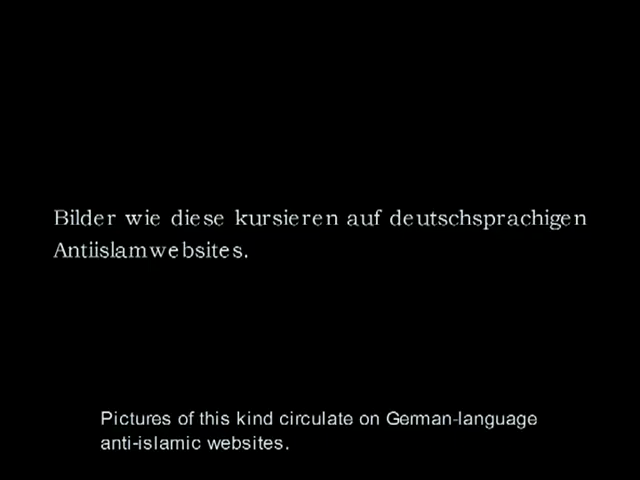 Bilder wie diese kursieren auf deutschsprachigen
Antiislamwebsites.
Pictures of this kind circulate on German-language
anti-islamic websites.